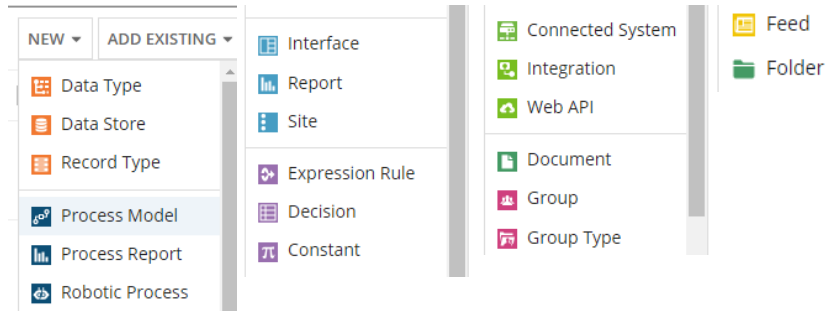 NEW ADD EXISTING
Data Type
Data Store
Record Type
Process Model
Process Report
Robotic Process
Interface
Report
Site
Expression Rule
Decision
Constant
Connected System
Integration
Web API
Document
Group
Group Type
Feed
Folder